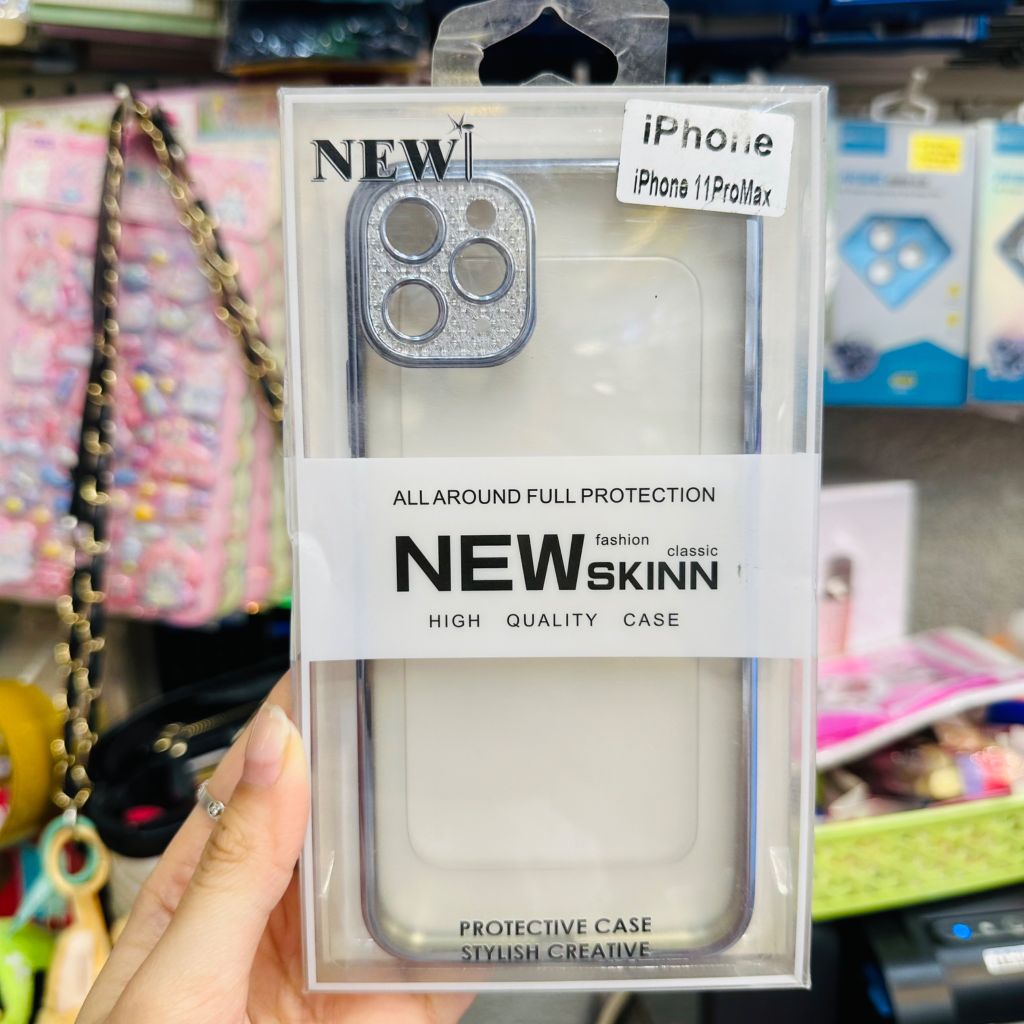 NEW
iPhone
iPhone 11ProMax
ALL AROUND FULL PROTECTION
NEW fashion classic
SKINN
HIGH QUALITY CASE
PROTECTIVE CASE
STYLISH CREATIVE